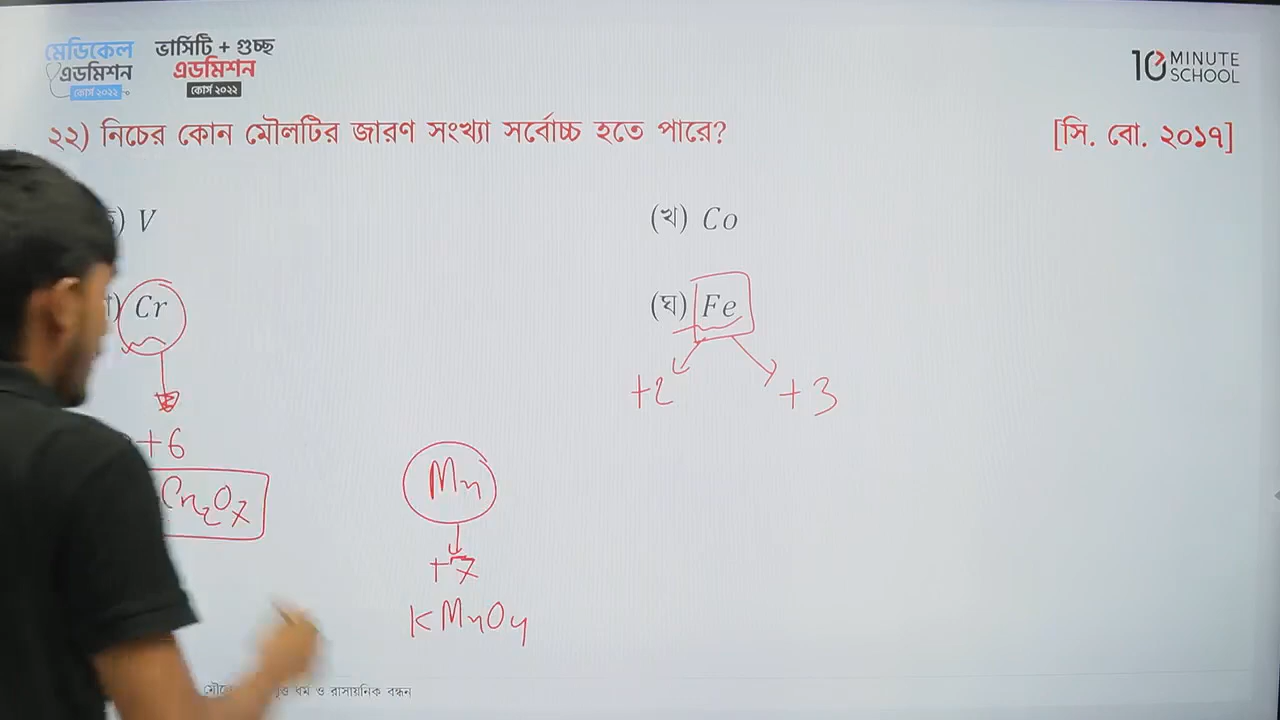 মেডিকেল
এডমিশন
কোর্স ২০২২
ভার্সিটি + গুচ্ছ
এডমিশন
কোর্স ২০২২
10 MINUTE
SCHOOL
২২) নিচের কোন মৌলটির জারণ সংখ্যা সর্বোচ্চ হতে পারে? [সি. বো. ২০১৭]
V
(খ) Co
Cr
(ঘ) Fe
+2 +3
+6
Cr₂O₇
Mn
+7
KMnO₄
ধর্ম ও রাসায়নিক বন্ধন